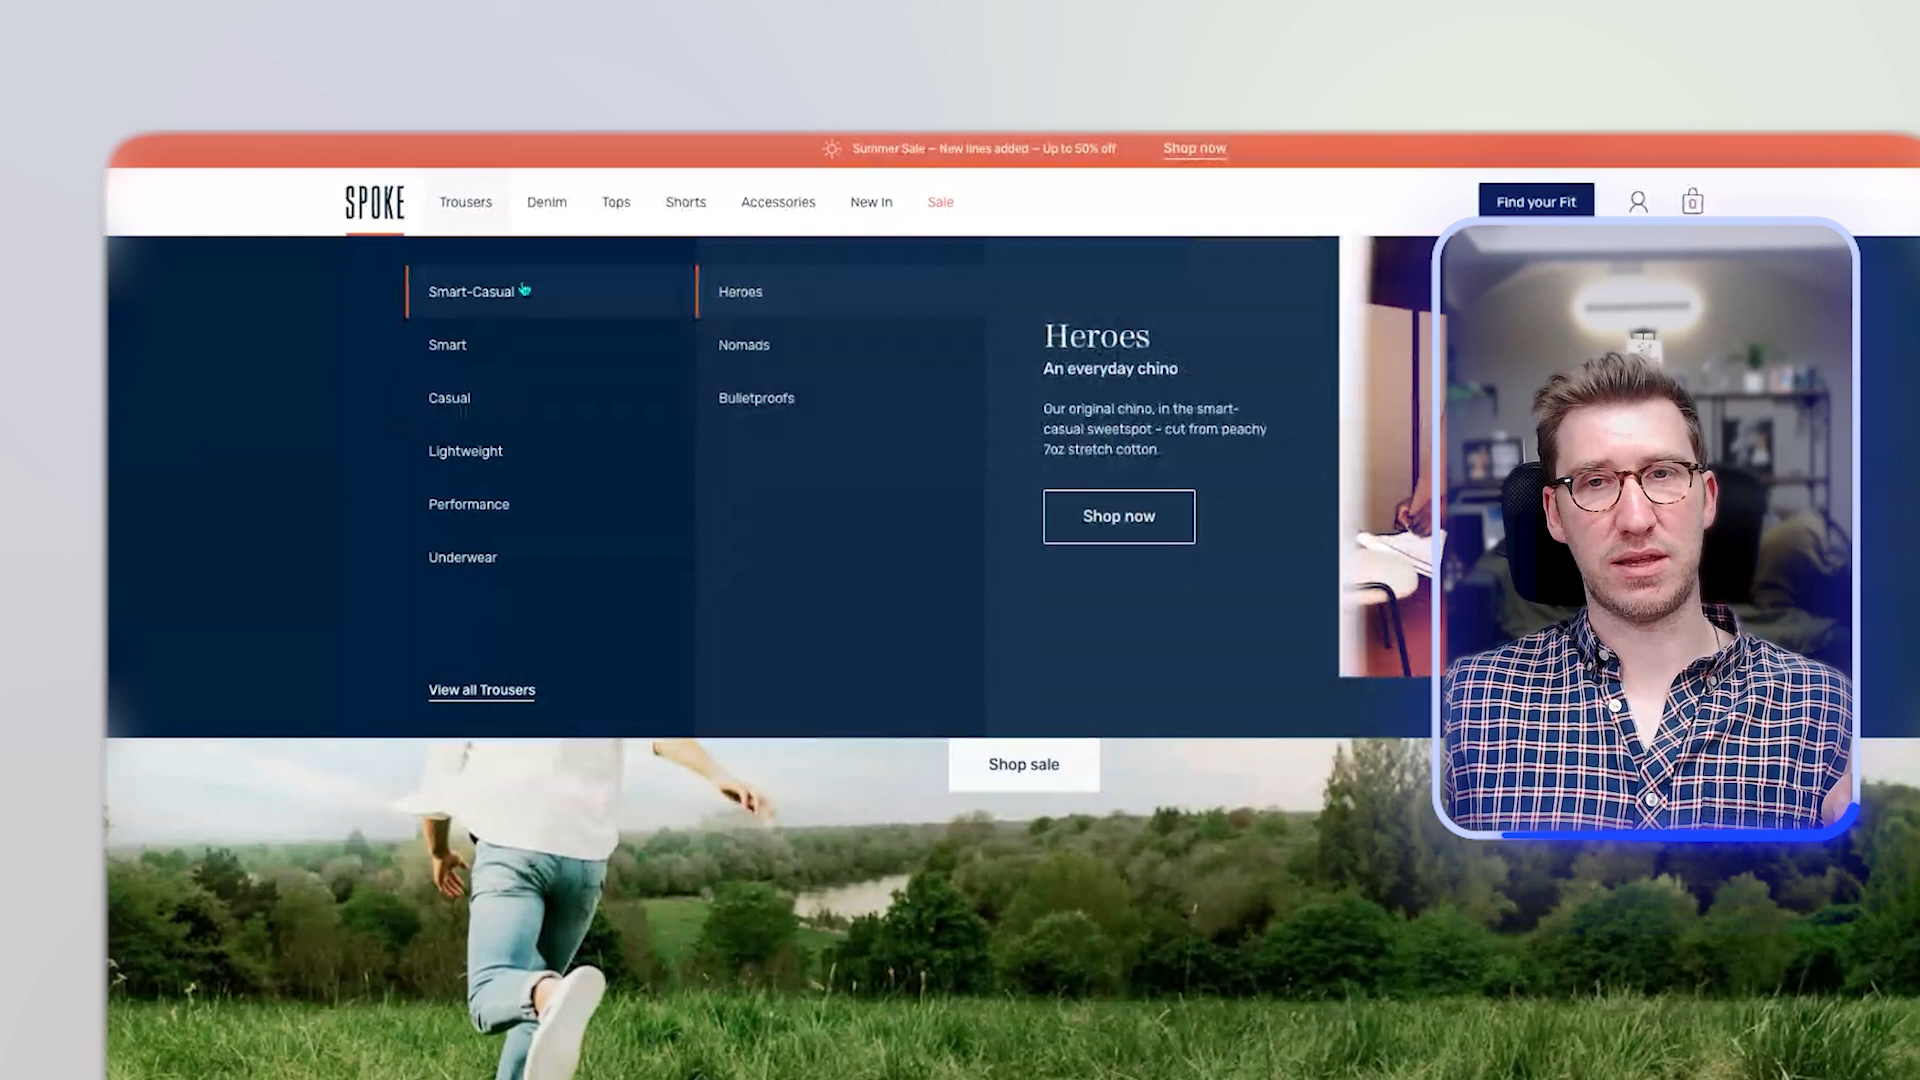 Summer Sale – New lines added – Up to 50% off
Shop now
SPOKE
Trousers
Denim
Tops
Shorts
Accessories
New In
Sale
Find your Fit
0
Smart-Casual
Smart
Casual
Lightweight
Performance
Underwear
View all Trousers
Heroes
Nomads
Bulletproofs
Heroes
An everyday chino
Our original chino, in the smart-
casual sweetspot - cut from peachy
7oz stretch cotton.
Shop now
Shop sale